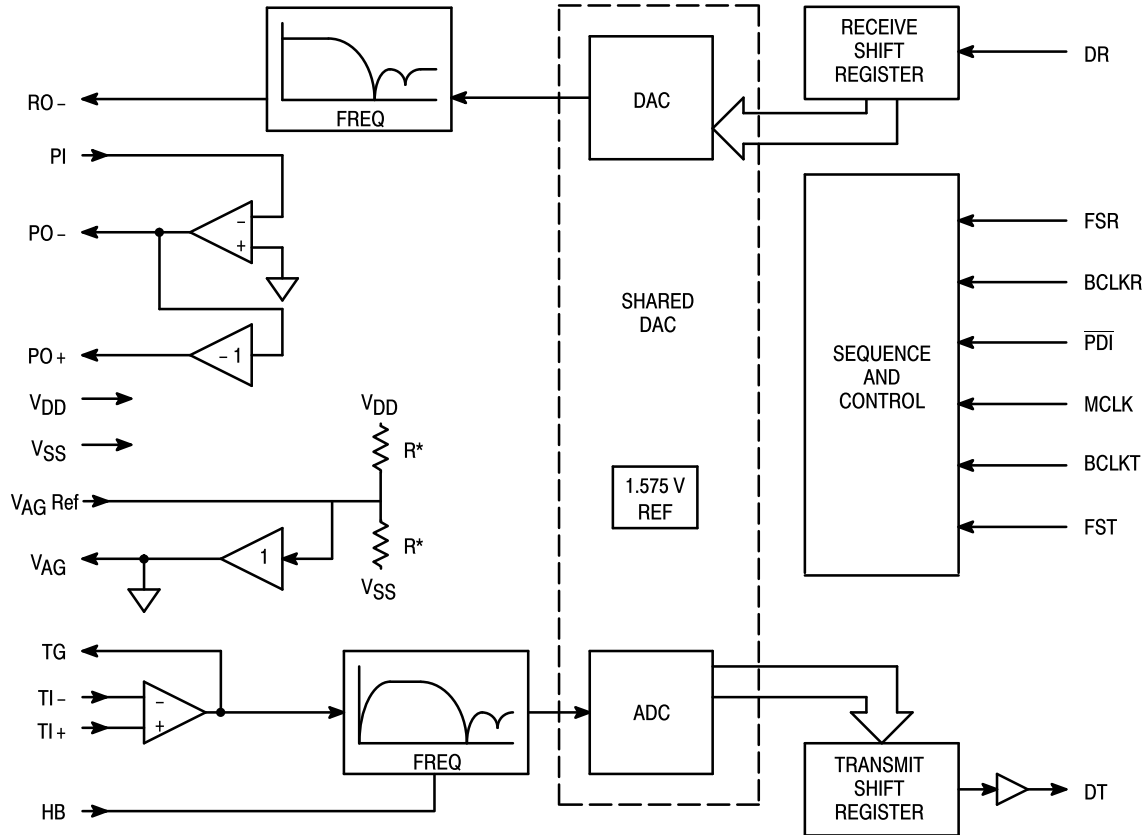 RO –
PI
PO –
PO +
VDD
VSS
VAG Ref
VAG
TG
TI –
TI +
HB
FREQ
–
+
– 1
VDD
R*
R*
VSS
1
–
+
FREQ
DAC
SHARED
DAC
1.575 V
REF
ADC
RECEIVE
SHIFT
REGISTER
SEQUENCE
AND
CONTROL
TRANSMIT
SHIFT
REGISTER
DR
FSR
BCLKR
P̅D̅I̅
MCLK
BCLKT
FST
DT